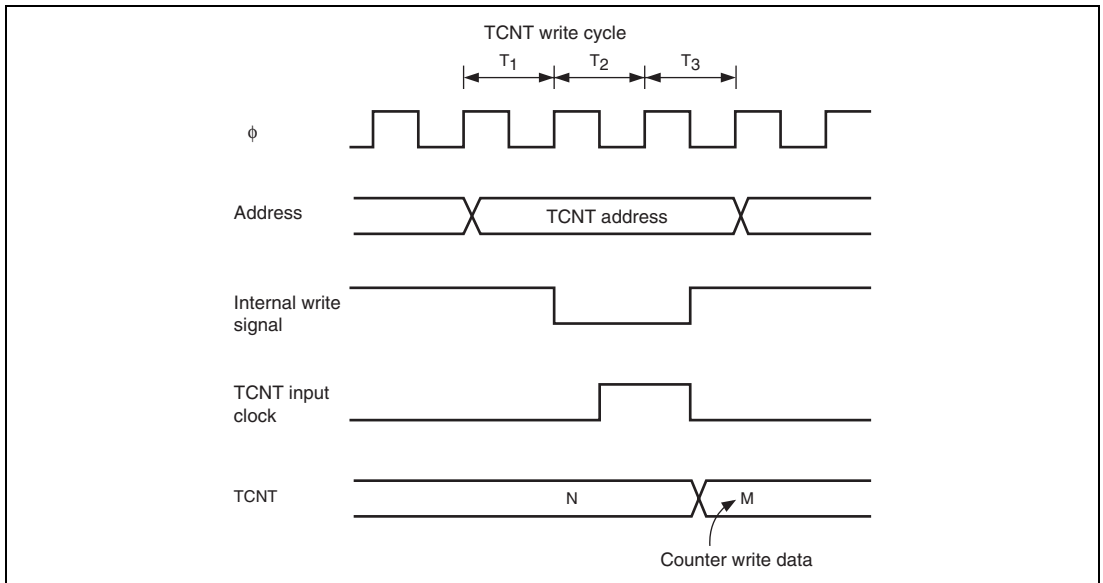 TCNT write cycle
T1 T2 T3
ϕ
Address
TCNT address
Internal write
signal
TCNT input
clock
TCNT
N
M
Counter write data